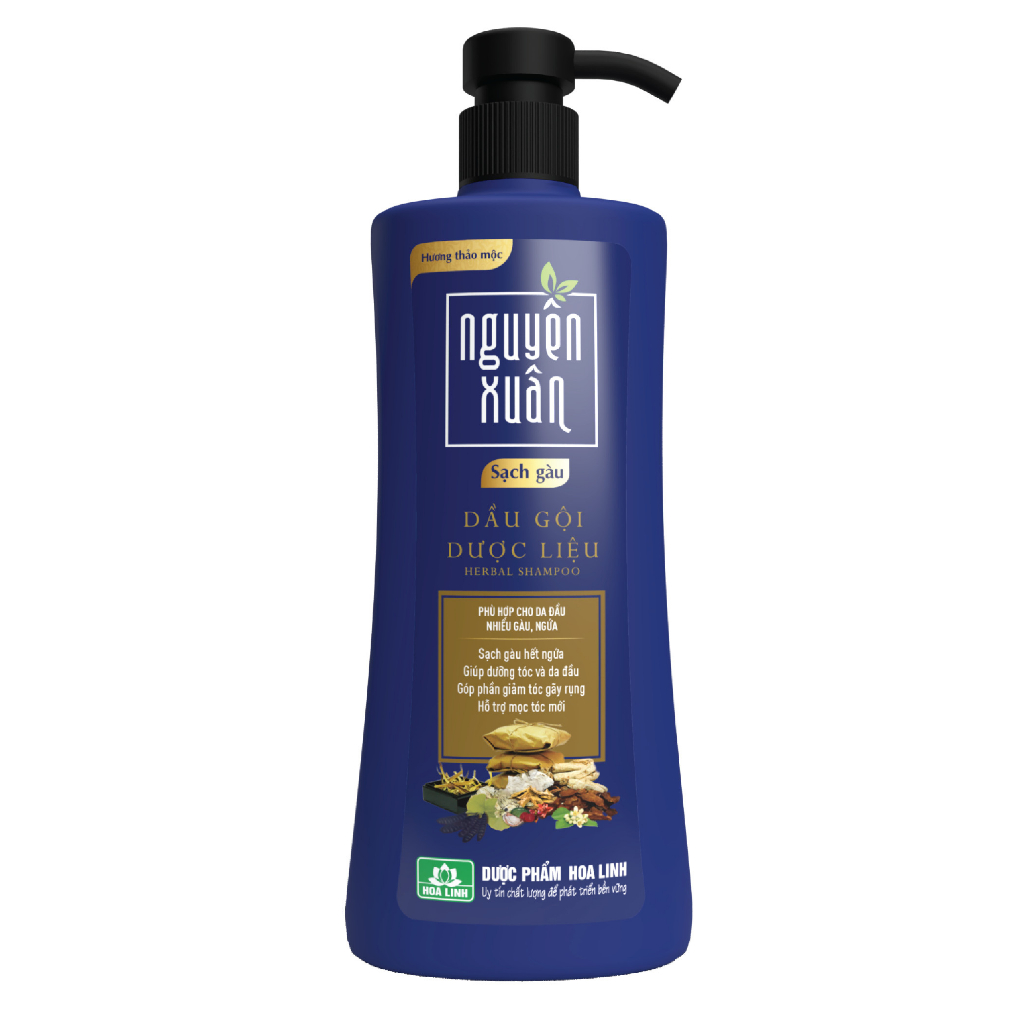 Hương thảo mộc
nguyên
xuân
Sạch gàu
DẦU GỘI
DƯỢC LIỆU
HERBAL SHAMPOO
PHÙ HỢP CHO DA ĐẦU
NHIỀU GÀU, NGỨA
Sạch gàu hết ngứa
Giúp dưỡng tóc và da đầu
Góp phần giảm tóc gãy rụng
Hỗ trợ mọc tóc mới
HOA LINH
DƯỢC PHẨM HOA LINH
Uy tín chất lượng để phát triển bền vững